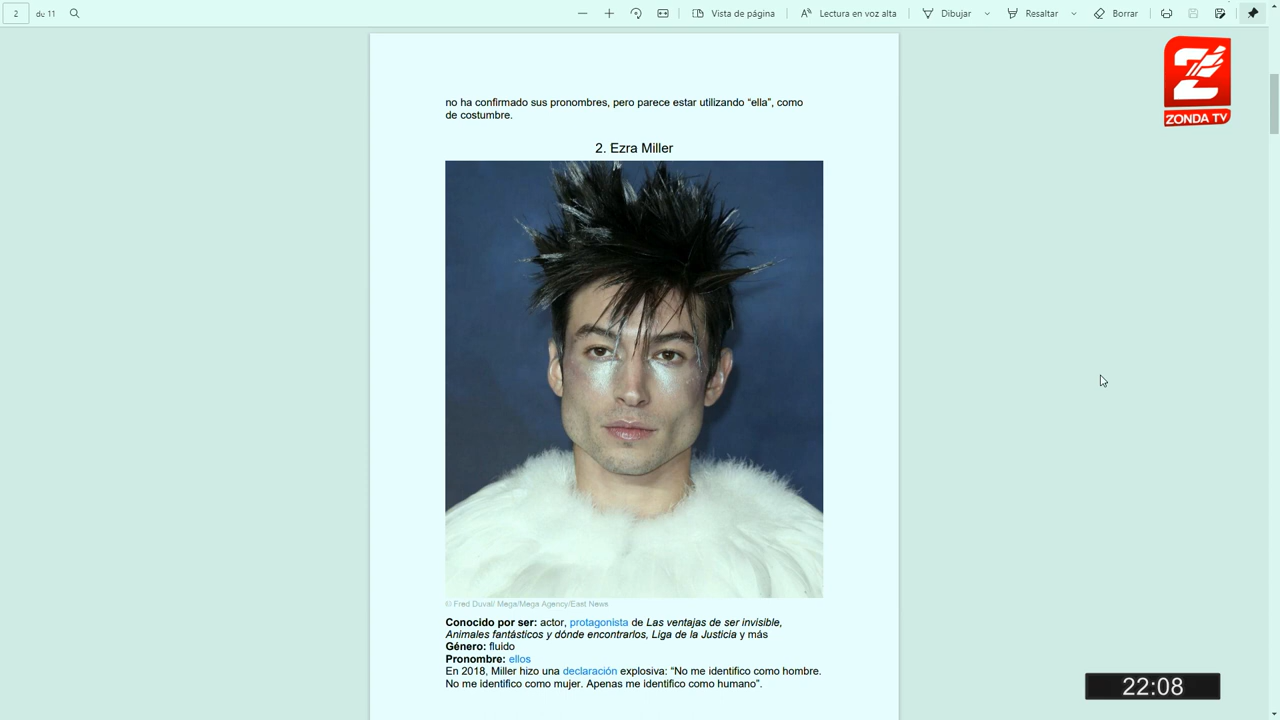 2
de 11
Vista de página
Lectura en voz alta
Dibujar
Resaltar
Borrar
ZONDA TV
no ha confirmado sus pronombres, pero parece estar utilizando “ella”, como
de costumbre.
2. Ezra Miller
© Fred Duval/ Mega/Mega Agency/East News
Conocido por ser: actor, protagonista de Las ventajas de ser invisible,
Animales fantásticos y dónde encontrarlos, Liga de la Justicia y más
Género: fluido
Pronombre: ellos
En 2018, Miller hizo una declaración explosiva: “No me identifico como hombre.
No me identifico como mujer. Apenas me identifico como humano”.
22:08